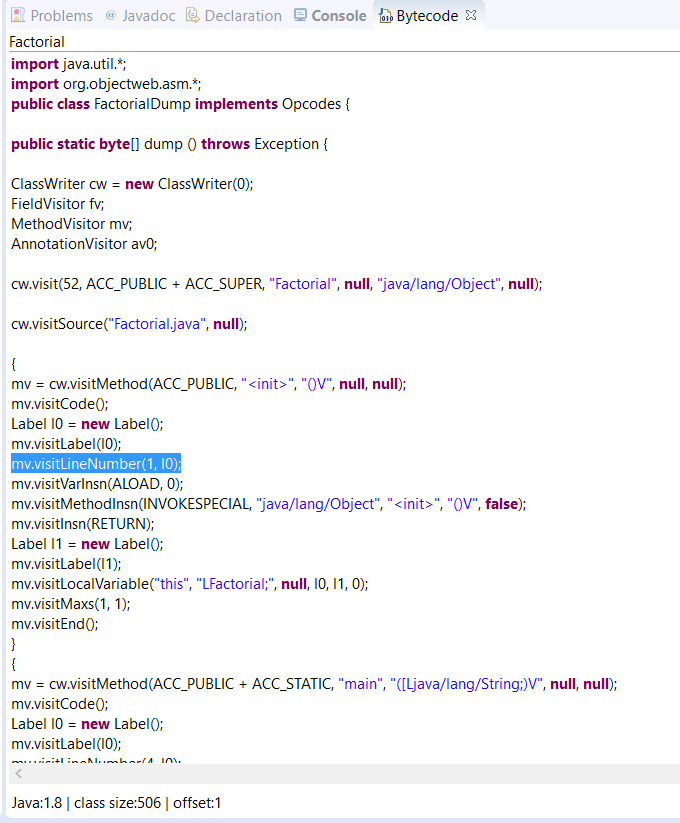 Problems @ Javadoc Declaration Console Bytecode
Factorial
import java.util.*;
import org.objectweb.asm.*;
public class FactorialDump implements Opcodes {
public static byte[] dump () throws Exception {
ClassWriter cw = new ClassWriter(0);
FieldVisitor fv;
MethodVisitor mv;
AnnotationVisitor av0;
cw.visit(52, ACC_PUBLIC + ACC_SUPER, "Factorial", null, "java/lang/Object", null);
cw.visitSource("Factorial.java", null);
{
mv = cw.visitMethod(ACC_PUBLIC, "<init>", "()V", null, null);
mv.visitCode();
Label l0 = new Label();
mv.visitLabel(l0);
mv.visitLineNumber(1, l0);
mv.visitVarInsn(ALOAD, 0);
mv.visitMethodInsn(INVOKESPECIAL, "java/lang/Object", "<init>", "()V", false);
mv.visitInsn(RETURN);
Label l1 = new Label();
mv.visitLabel(l1);
mv.visitLocalVariable("this", "LFactorial;", null, l0, l1, 0);
mv.visitMaxs(1, 1);
mv.visitEnd();
}
{
mv = cw.visitMethod(ACC_PUBLIC + ACC_STATIC, "main", "([Ljava/lang/String;)V", null, null);
mv.visitCode();
Label l0 = new Label();
mv.visitLabel(l0);
mv.visitLineNumber(4, l0);
Java:1.8 | class size:506 | offset:1